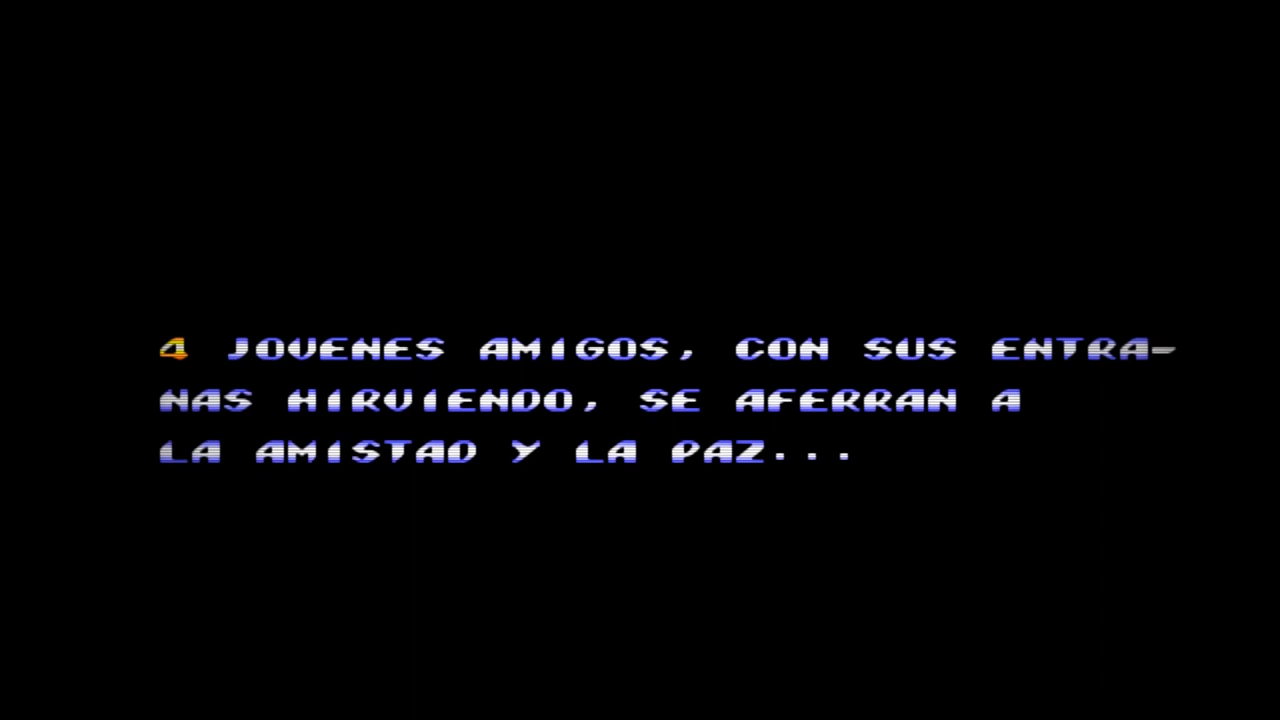 4 JOVENES AMIGOS, CON SUS ENTRA-
NAS HIRVIENDO, SE AFERRAN A
LA AMISTAD Y LA PAZ...